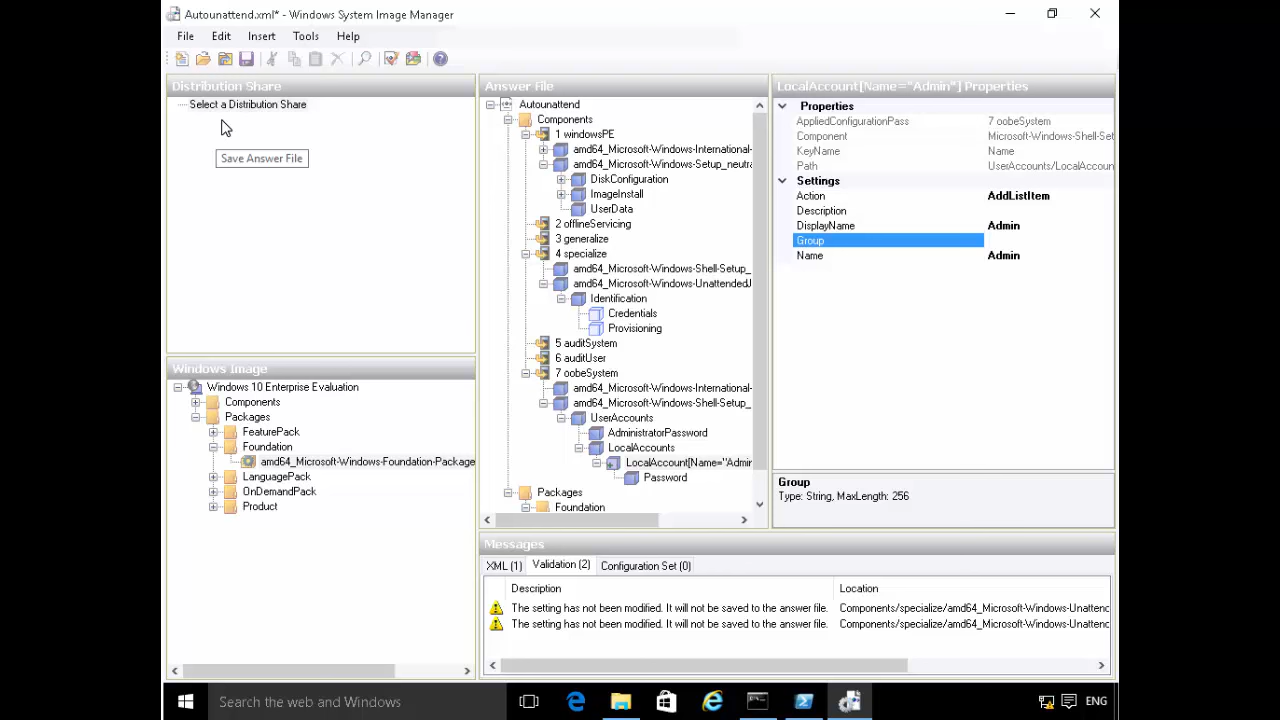 Autounattend.xml* - Windows System Image Manager
File Edit Insert Tools Help
Distribution Share
Select a Distribution Share
Save Answer File
Windows Image
Windows 10 Enterprise Evaluation
Components
Packages
FeaturePack
Foundation
amd64_Microsoft-Windows-Foundation-Package
LanguagePack
OnDemandPack
Product
Answer File
Autounattend
Components
1 windowsPE
amd64_Microsoft-Windows-International-
amd64_Microsoft-Windows-Setup_neutra
DiskConfiguration
ImageInstall
UserData
2 offlineServicing
3 generalize
4 specialize
amd64_Microsoft-Windows-Shell-Setup_
amd64_Microsoft-Windows-UnattendedJ
Identification
Credentials
Provisioning
5 auditSystem
6 auditUser
7 oobeSystem
amd64_Microsoft-Windows-International-
amd64_Microsoft-Windows-Shell-Setup_
UserAccounts
AdministratorPassword
LocalAccounts
LocalAccount[Name="Admir
Password
Packages
Foundation
LocalAccount[Name="Admin"] Properties
Properties
AppliedConfigurationPass 7 oobeSystem
Component Microsoft-Windows-Shell-Set
KeyName Name
Path UserAccounts/LocalAccoun
Settings
Action AddListItem
Description
DisplayName Admin
Group
Name Admin
Group
Type: String, MaxLength: 256
Messages
XML (1) Validation (2) Configuration Set (0)
Description Location
The setting has not been modified. It will not be saved to the answer file. Components/specialize/amd64_Microsoft-Windows-Unattenc
The setting has not been modified. It will not be saved to the answer file. Components/specialize/amd64_Microsoft-Windows-Unattenc
Search the web and Windows
ENG